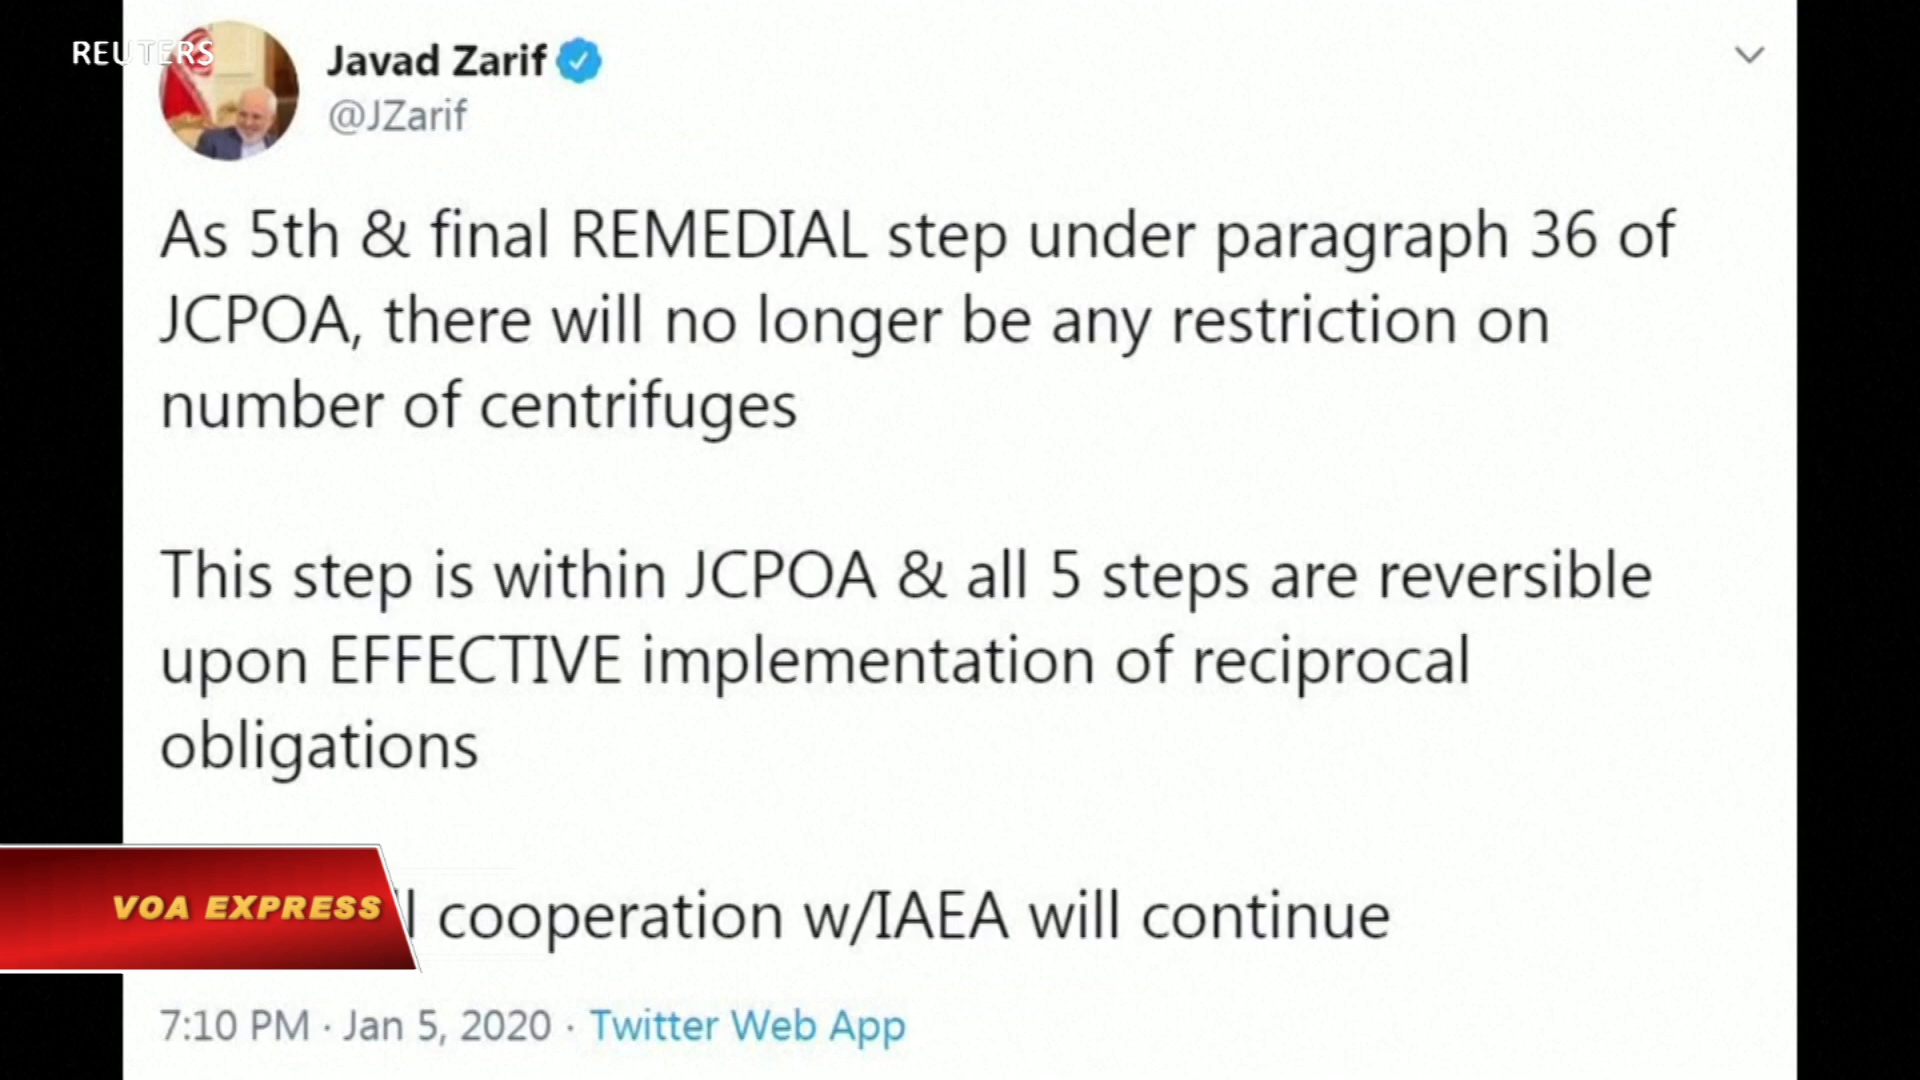 REUTERS
Javad Zarif
@JZarif
As 5th & final REMEDIAL step under paragraph 36 of
JCPOA, there will no longer be any restriction on
number of centrifuges
This step is within JCPOA & all 5 steps are reversible
upon EFFECTIVE implementation of reciprocal
obligations
VOA EXPRESS
cooperation w/IAEA will continue
7:10 PM · Jan 5, 2020 · Twitter Web App